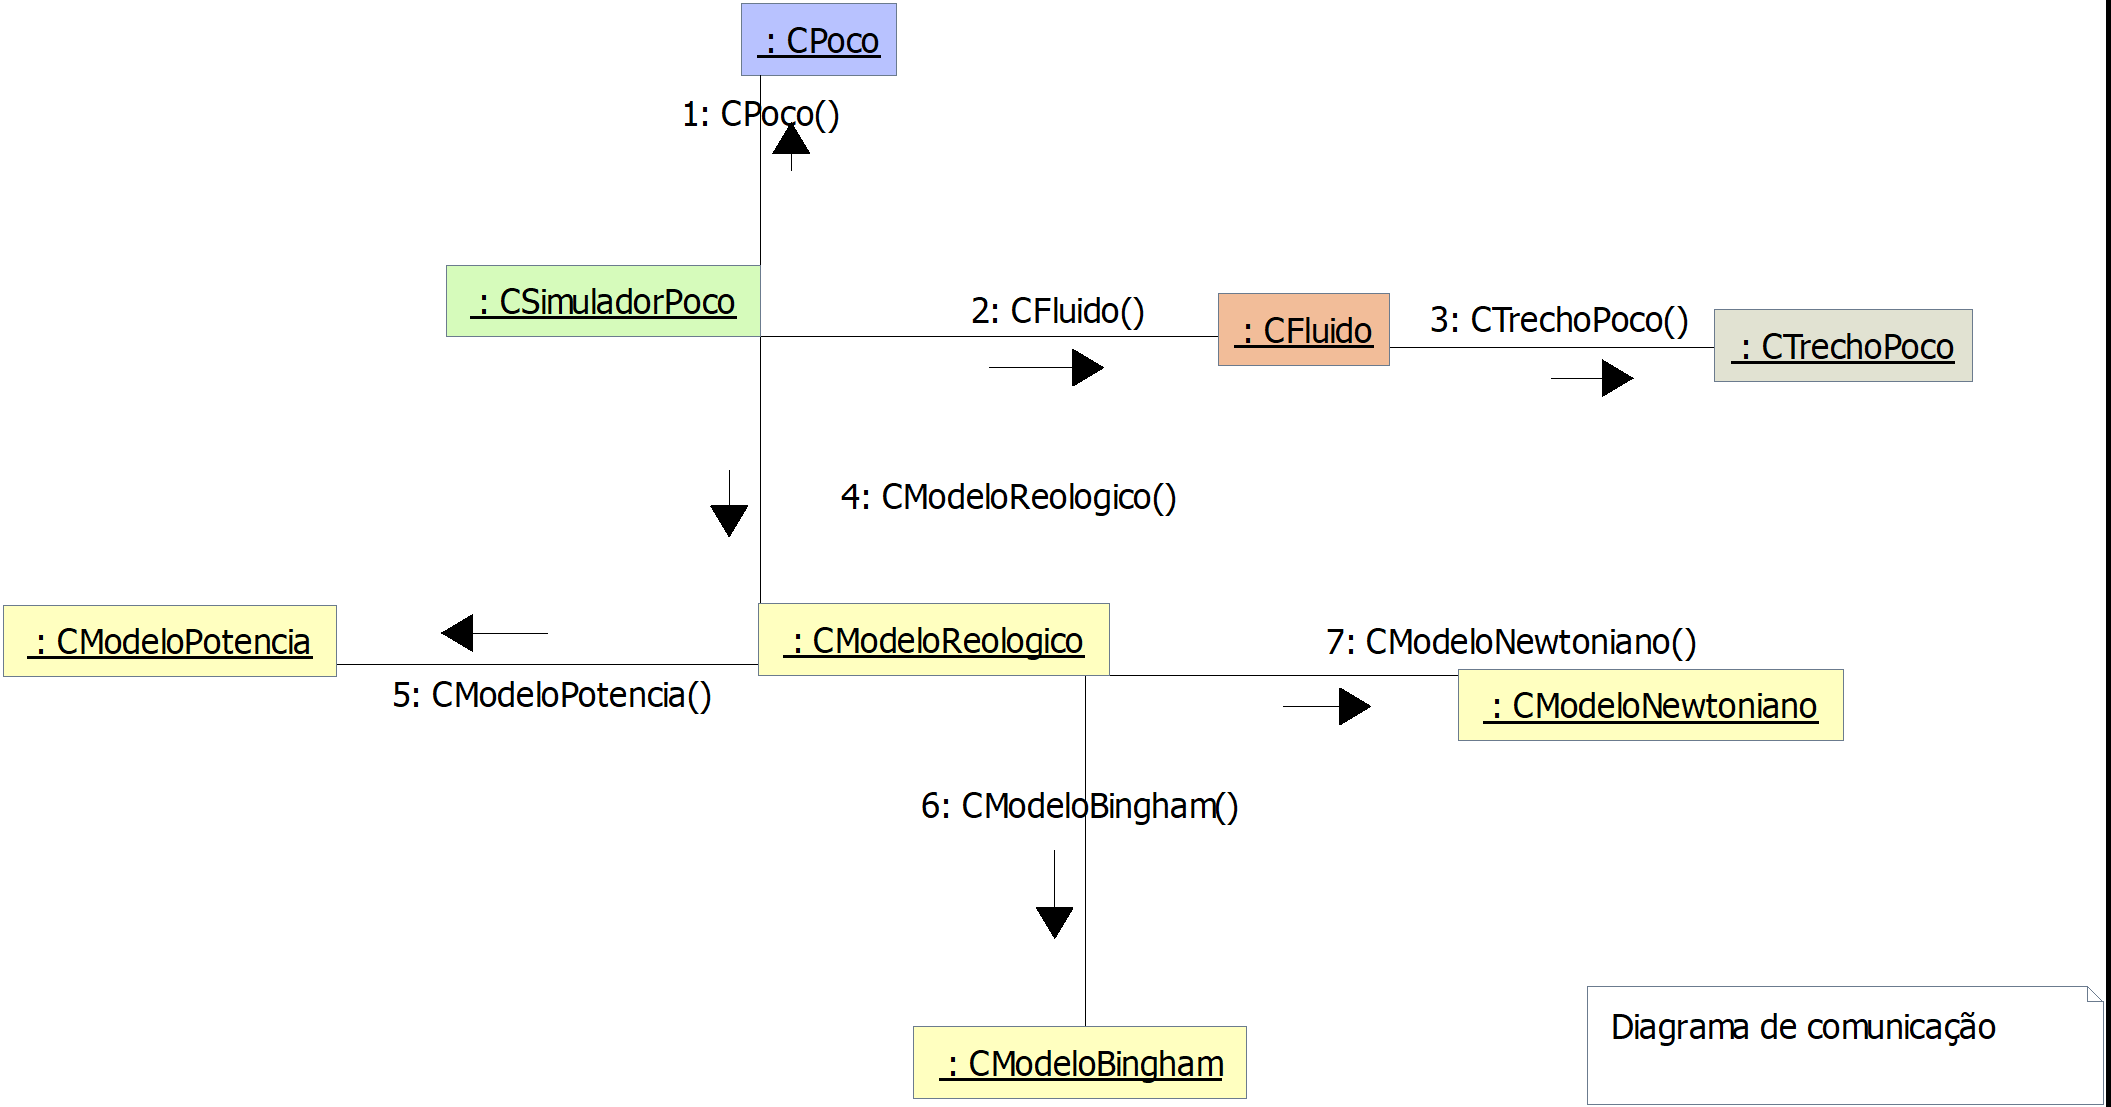 : CPoco
1: CPoco()
: CSimuladorPoco
2: CFluido()
: CFluido
3: CTrechoPoco()
: CTrechoPoco
4: CModeloReologico()
: CModeloPotencia
5: CModeloPotencia()
: CModeloReologico
7: CModeloNewtoniano()
: CModeloNewtoniano
6: CModeloBingham()
: CModeloBingham
Diagrama de comunicação